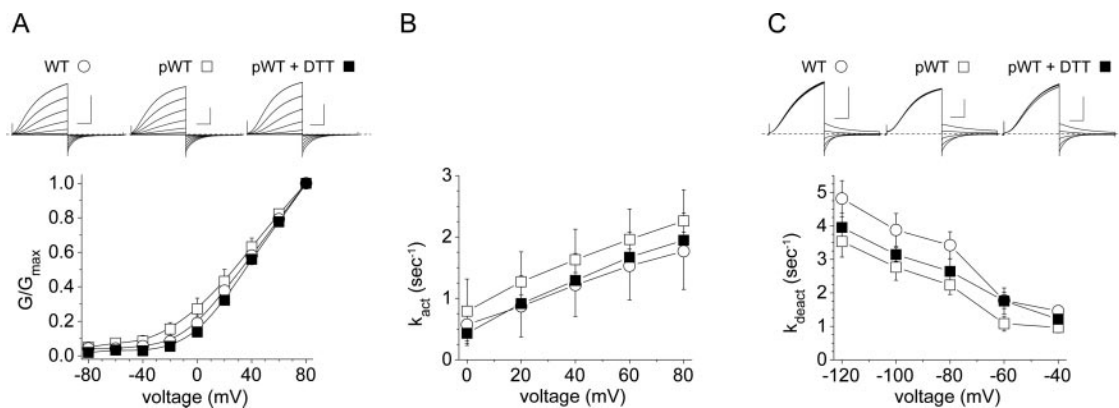 A
WT pWT pWT + DTT
1.0
0.8
0.6
0.4
0.2
0.0
G/Gmax
-80 -40 0 40 80
voltage (mV)
B
3
2
1
0
kact (sec-1)
0 20 40 60 80
voltage (mV)
C
WT pWT pWT + DTT
5
4
3
2
1
0
kdeact (sec-1)
-120 -100 -80 -60 -40
voltage (mV)